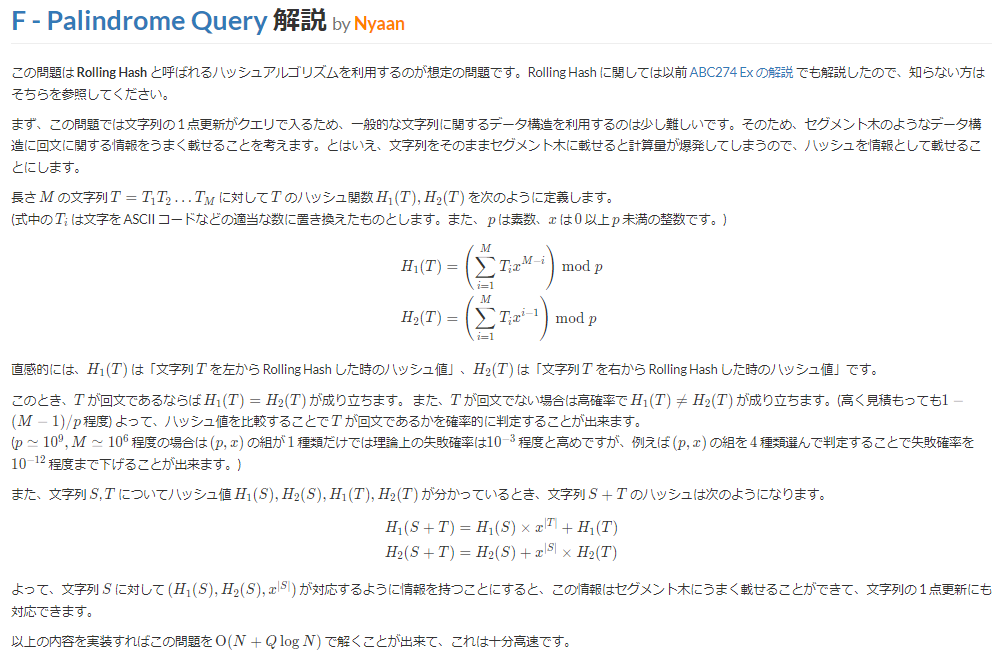 F - Palindrome Query 解説 by Nyaan
この問題は Rolling Hash と呼ばれるハッシュアルゴリズムを利用するのが想定の問題です。Rolling Hash に関しては以前 ABC274 Ex の解説 でも解説したので、知らない方は
そちらを参照してください。
まず、この問題では文字列の 1 点更新がクエリで入るため、一般的な文字列に関するデータ構造を利用するのは少し難しいです。そのため、セグメント木のようなデータ構
造に回文に関する情報をうまく載せることを考えます。とはいえ、文字列をそのままセグメント木に載せると計算量が爆発してしまうので、ハッシュを情報として載せるこ
とにします。
長さ M の文字列 T = T₁T₂ … T_M に対して T のハッシュ関数 H₁(T), H₂(T) を次のように定義します。
(式中の Tᵢ は文字を ASCII コードなどの適当な数に置き換えたものとします。また、 p は素数、x は 0 以上 p 未満の整数です。)
H₁(T) = (∑_{i=1}^{M} Tᵢx^{M−i}) mod p
H₂(T) = (∑_{i=1}^{M} Tᵢx^{i−1}) mod p
直感的には、H₁(T) は「文字列 T を左から Rolling Hash した時のハッシュ値」、H₂(T) は「文字列 T を右から Rolling Hash した時のハッシュ値」です。
このとき、T が回文であるならば H₁(T) = H₂(T) が成り立ちます。 また、T が回文でない場合は高確率で H₁(T) ≠ H₂(T) が成り立ちます。(高く見積もっても1 −
(M − 1)/p 程度) よって、ハッシュ値を比較することで T が回文であるかを確率的に判定することが出来ます。
(p ≃ 10⁹, M ≃ 10⁶ 程度の場合は (p, x) の組が 1 種類だけでは理論上の失敗確率は10⁻³ 程度と高めですが、例えば (p, x) の組を 4 種類選んで判定することで失敗確率を
10⁻¹² 程度まで下げることが出来ます。)
また、文字列 S, T についてハッシュ値 H₁(S), H₂(S), H₁(T), H₂(T) が分かっているとき、文字列 S + T のハッシュは次のようになります。
H₁(S + T) = H₁(S) × x^{|T|} + H₁(T)
H₂(S + T) = H₂(S) + x^{|S|} × H₂(T)
よって、文字列 S に対して (H₁(S), H₂(S), x^{|S|}) が対応するように情報を持つことにすると、この情報はセグメント木にうまく載せることができて、文字列の 1 点更新にも
対応できます。
以上の内容を実装すればこの問題を O(N + Q log N) で解くことが出来て、これは十分高速です。